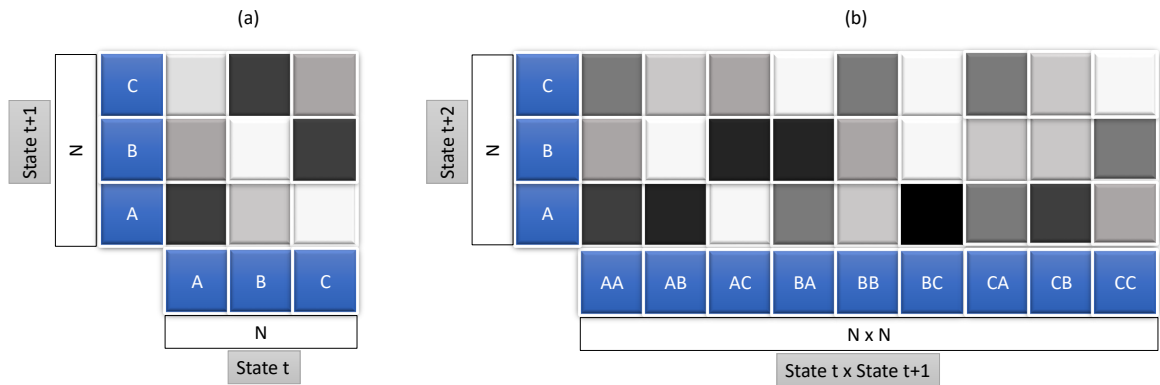 (a)
(b)
State t+1
N
C
B
A
A B C
N
State t
State t+2
N
C
B
A
AA AB AC BA BB BC CA CB CC
N x N
State t x State t+1